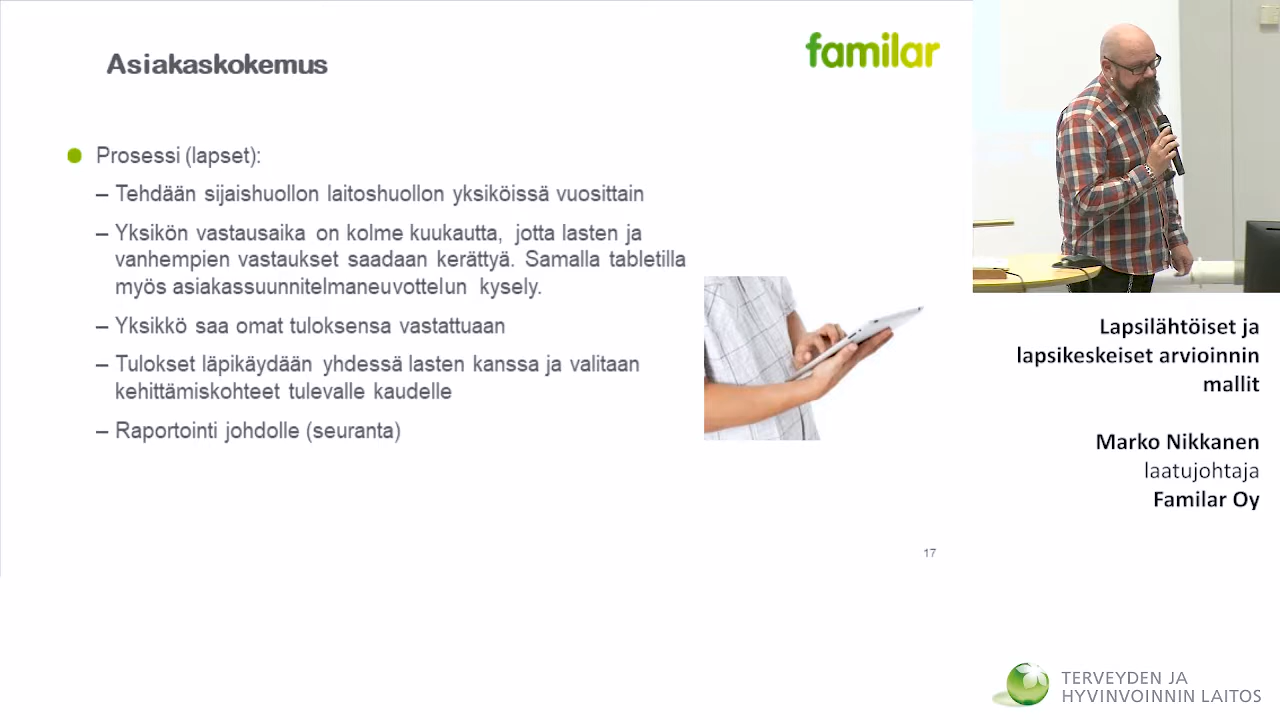 Asiakaskokemus
familar
Prosessi (lapset):
– Tehdään sijaishuollon laitoshuollon yksiköissä vuosittain
– Yksikön vastausaika on kolme kuukautta, jotta lasten ja
vanhempien vastaukset saadaan kerättyä. Samalla tabletilla
myös asiakassuunnitelmaneuvottelun kysely.
– Yksikkö saa omat tuloksensa vastattuaan
– Tulokset läpikäydään yhdessä lasten kanssa ja valitaan
kehittämiskohteet tulevalle kaudelle
– Raportointi johdolle (seuranta)
17
Lapsilähtöiset ja
lapsikeskeiset arvioinnin
mallit
Marko Nikkanen
laatujohtaja
Familar Oy
TERVEYDEN JA
HYVINVOINNIN LAITOS